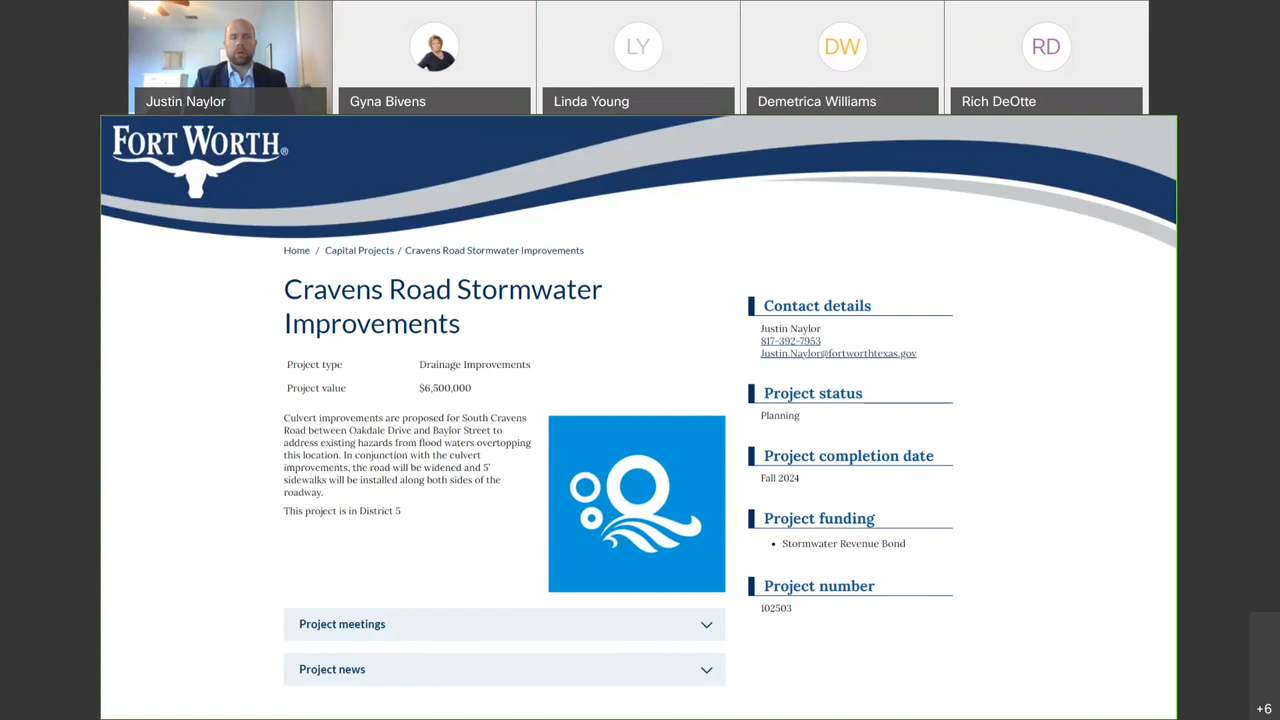 Justin Naylor
Gyna Bivens
LY
Linda Young
DW
Demetrica Williams
RD
Rich DeOtte
FORT WORTH®
Home / Capital Projects / Cravens Road Stormwater Improvements
Cravens Road Stormwater
Improvements
Project type Drainage Improvements
Project value $6,500,000
Culvert improvements are proposed for South Cravens
Road between Oakdale Drive and Baylor Street to
address existing hazards from flood waters overtopping
this location. In conjunction with the culvert
improvements, the road will be widened and 5'
sidewalks will be installed along both sides of the
roadway.
This project is in District 5
Project meetings
Project news
Contact details
Justin Naylor
817-392-7953
Justin.Naylor@fortworthtexas.gov
Project status
Planning
Project completion date
Fall 2024
Project funding
• Stormwater Revenue Bond
Project number
102503
+6